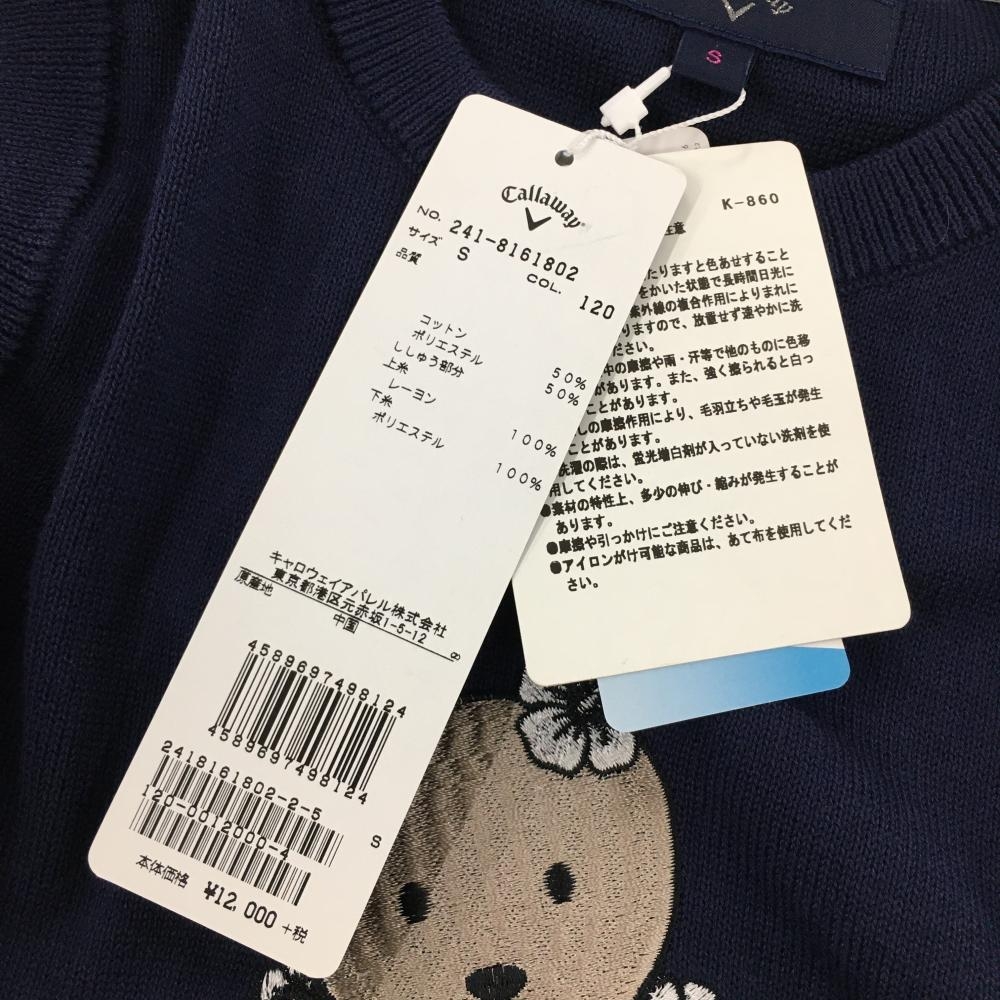 S
Callaway
NO. 241-8161802
サイズ S COL. 120
品質
コットン 50%
ポリエステル 50%
ししゅう部分
上糸
レーヨン 100%
下糸
ポリエステル 100%
キャロウェイアパレル株式会社
東京都港区元赤坂1-5-12
原産地 中国 8
4589697498124
4589697498124
2418161802-2-5
120-0012000-4 S
本体価格 ¥12,000 +税
K-860
注意
たりますと色あせすること
をかいた状態で長時間日光に
紫外線の複合作用によりまれに
りますので、放置せず速やかに洗
ださい。
中の摩擦や雨・汗等で他のものに色移
があります。また、強く擦られると白っ
ことがあります。
しの摩擦作用により、毛羽立ちや毛玉が発生
ことがあります。
洗濯の際は、蛍光増白剤が入っていない洗剤を使
用してください。
●素材の特性上、多少の伸び・縮みが発生することが
あります。
●摩擦や引っかけにご注意ください。
●アイロンがけ可能な商品は、あて布を使用してくだ
さい。